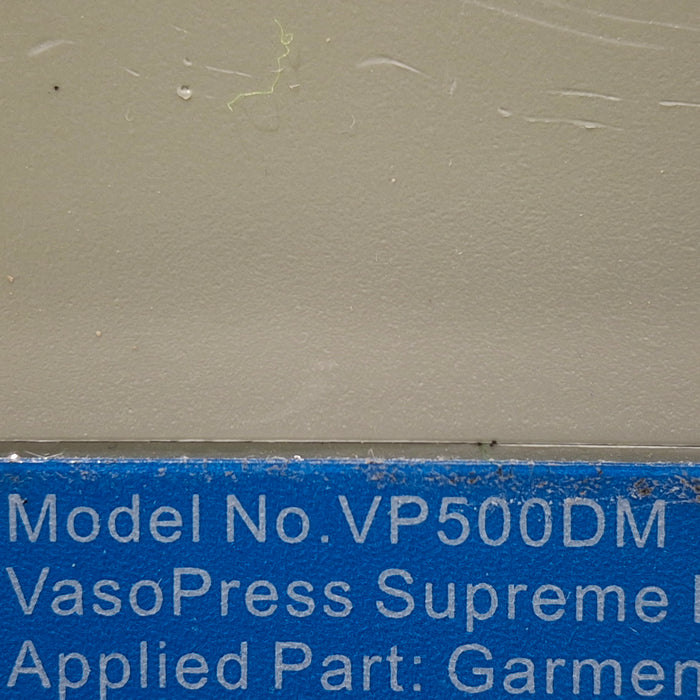 Model No.VP500DM
VasoPress Supreme
Applied Part: Garmen